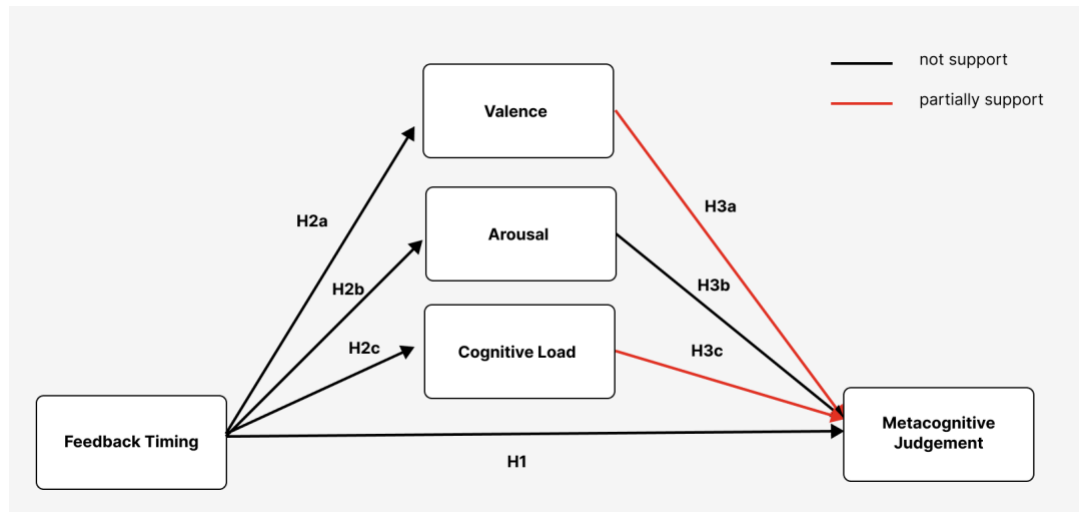 not support
partially support
Valence
H2a
H3a
Arousal
H2b
H3b
H2c
Cognitive Load
H3c
Feedback Timing
Metacognitive
Judgement
H1